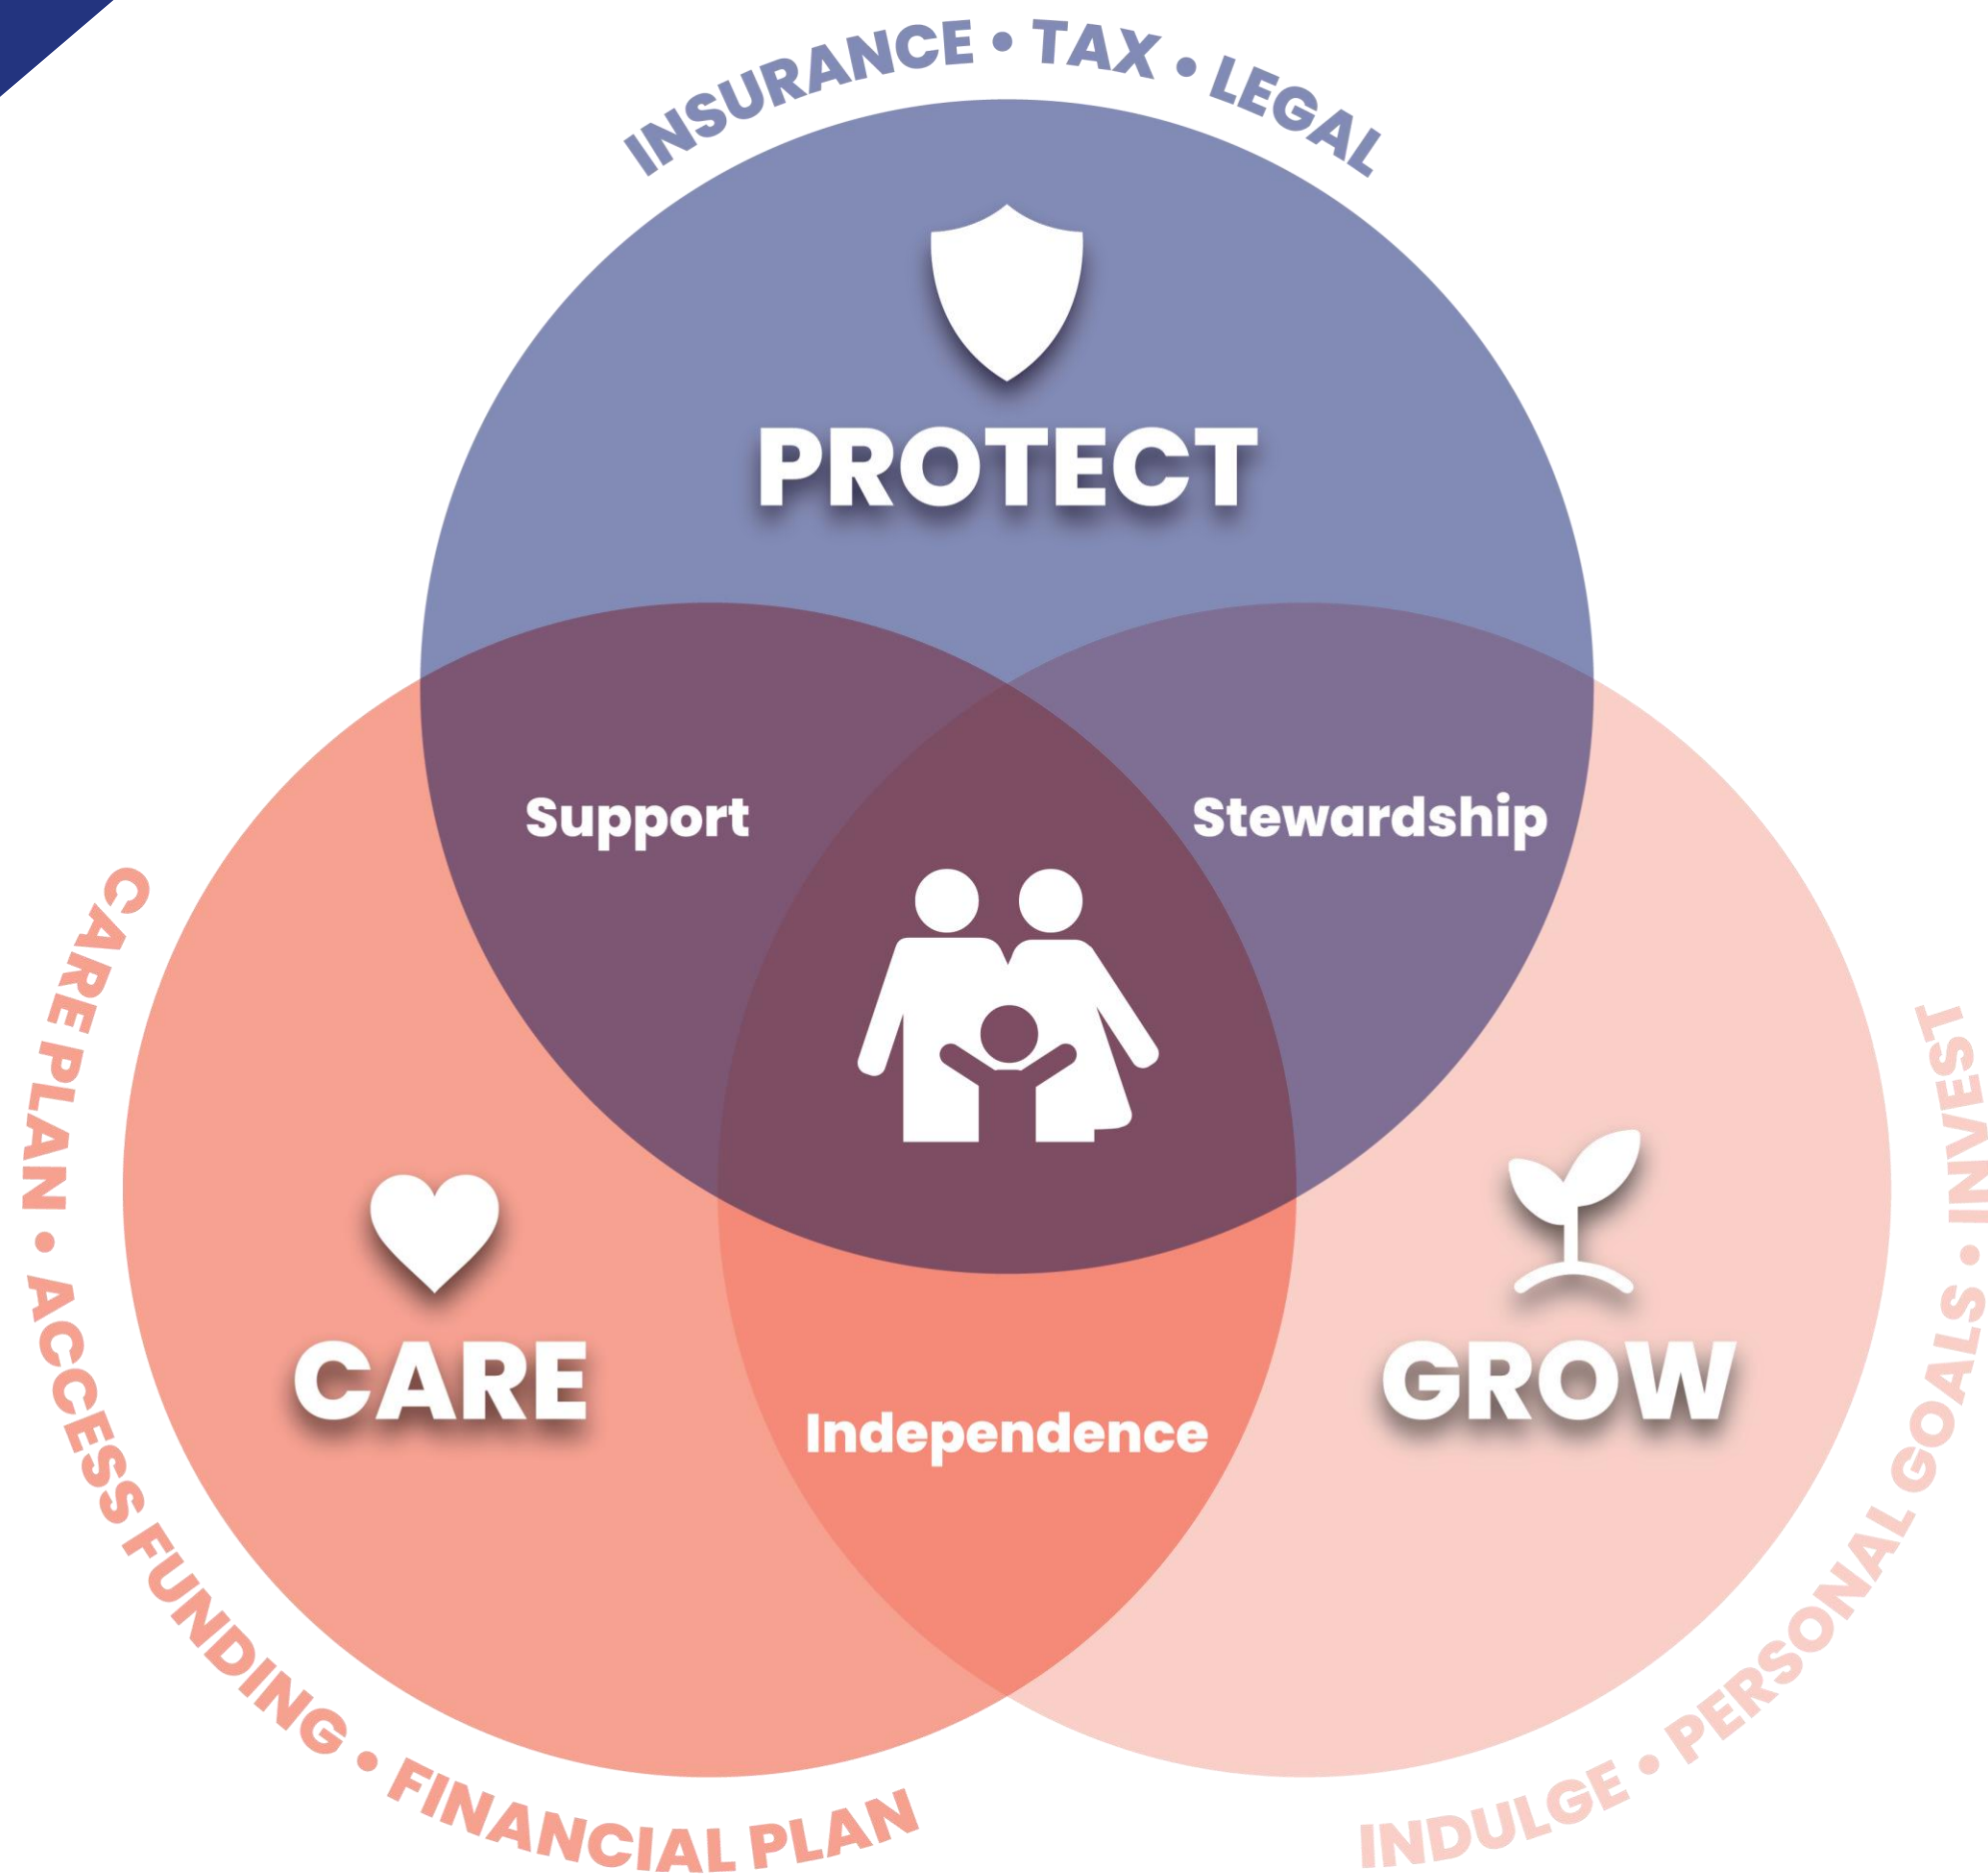 INSURANCE • TAX • LEGAL
PROTECT
Support
Stewardship
CARE
GROW
Independence
CARE PLAN • ACCESS FUNDING • FINANCIAL PLAN
INDULGE • PERSONAL GOALS • INVEST